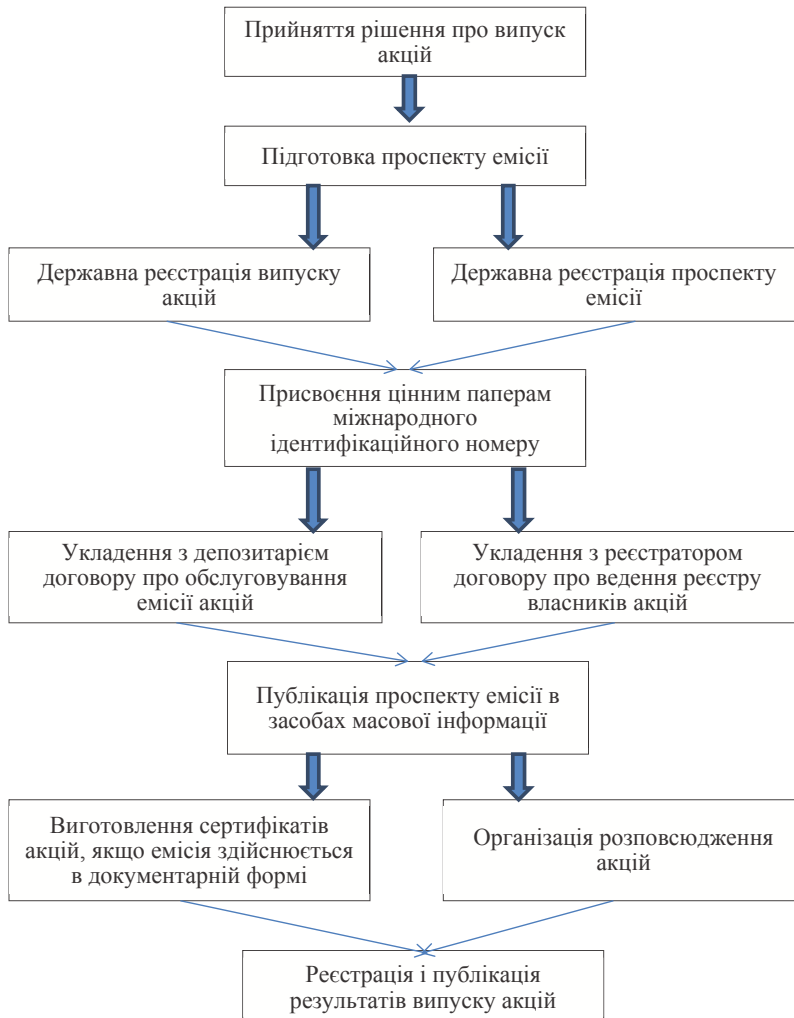 Прийняття рішення про випуск
акцій
Підготовка проспекту емісії
Державна реєстрація випуску
акцій
Державна реєстрація проспекту
емісії
Присвоєння цінним паперам
міжнародного
ідентифікаційного номеру
Укладення з депозитарієм
договору про обслуговування
емісії акцій
Укладення з реєстратором
договору про ведення реєстру
власників акцій
Публікація проспекту емісії в
засобах масової інформації
Виготовлення сертифікатів
акцій, якщо емісія здійснюється
в документарній формі
Організація розповсюдження
акцій
Реєстрація і публікація
результатів випуску акцій